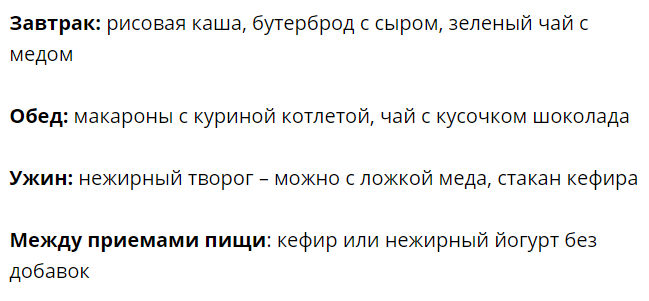 Завтрак: рисовая каша, бутерброд с сыром, зеленый чай с
медом
Обед: макароны с куриной котлетой, чай с кусочком шоколада
Ужин: нежирный творог – можно с ложкой меда, стакан кефира
Между приемами пищи: кефир или нежирный йогурт без
добавок